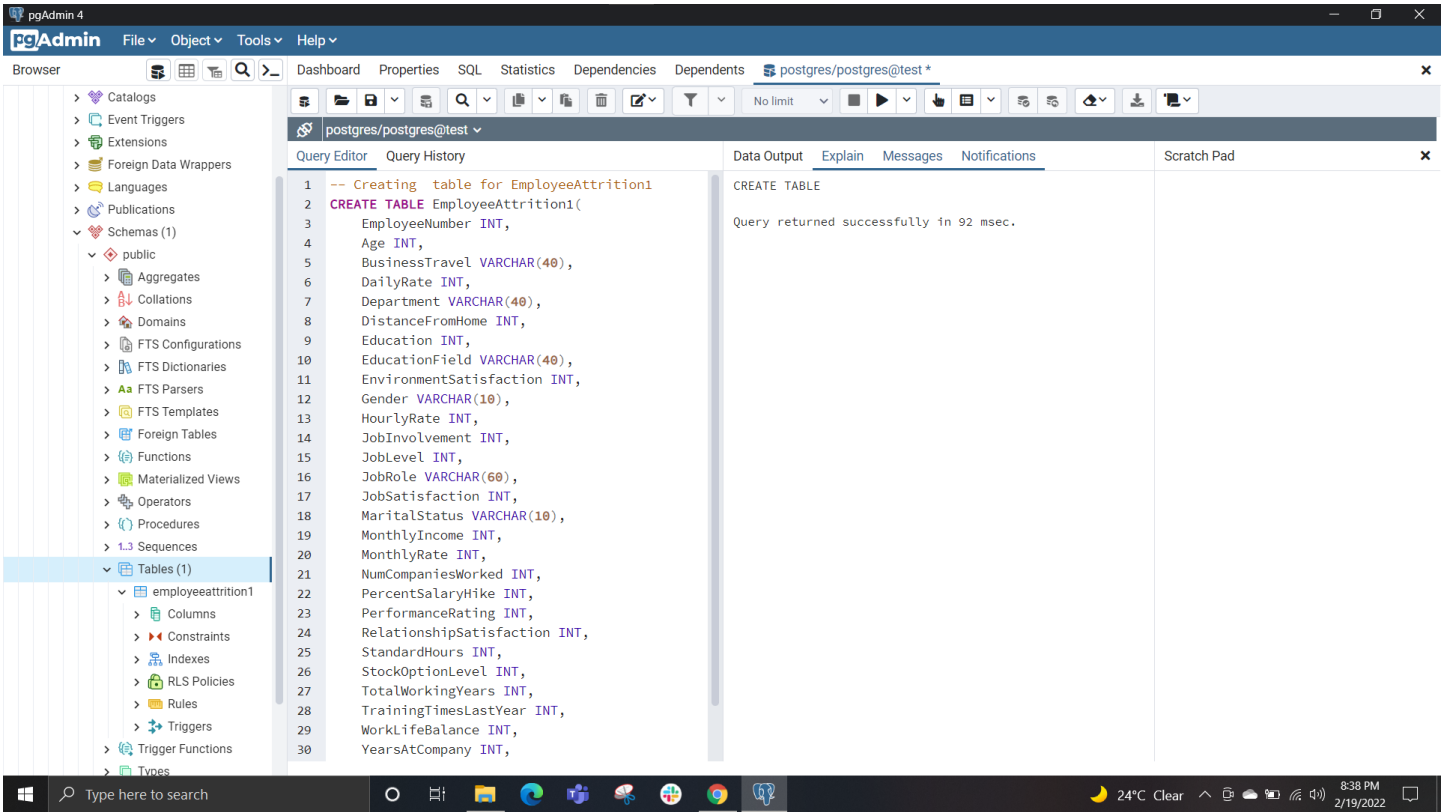 pgAdmin 4
pgAdmin File Object Tools Help
Browser Dashboard Properties SQL Statistics Dependencies Dependents postgres/postgres@test *
No limit
postgres/postgres@test
Catalogs
Event Triggers
Extensions
Foreign Data Wrappers
Languages
Publications
Schemas (1)
public
Aggregates
Collations
Domains
FTS Configurations
FTS Dictionaries
Aa FTS Parsers
FTS Templates
Foreign Tables
Functions
Materialized Views
Operators
Procedures
1..3 Sequences
Tables (1)
employeeattrition1
Columns
Constraints
Indexes
RLS Policies
Rules
Triggers
Trigger Functions
Types
Query Editor Query History
1 -- Creating  table for EmployeeAttrition1
2 CREATE TABLE EmployeeAttrition1(
3 EmployeeNumber INT,
4 Age INT,
5 BusinessTravel VARCHAR(40),
6 DailyRate INT,
7 Department VARCHAR(40),
8 DistanceFromHome INT,
9 Education INT,
10 EducationField VARCHAR(40),
11 EnvironmentSatisfaction INT,
12 Gender VARCHAR(10),
13 HourlyRate INT,
14 JobInvolvement INT,
15 JobLevel INT,
16 JobRole VARCHAR(60),
17 JobSatisfaction INT,
18 MaritalStatus VARCHAR(10),
19 MonthlyIncome INT,
20 MonthlyRate INT,
21 NumCompaniesWorked INT,
22 PercentSalaryHike INT,
23 PerformanceRating INT,
24 RelationshipSatisfaction INT,
25 StandardHours INT,
26 StockOptionLevel INT,
27 TotalWorkingYears INT,
28 TrainingTimesLastYear INT,
29 WorkLifeBalance INT,
30 YearsAtCompany INT,
Data Output Explain Messages Notifications
CREATE TABLE
Query returned successfully in 92 msec.
Scratch Pad
Type here to search
24°C Clear
8:38 PM
2/19/2022